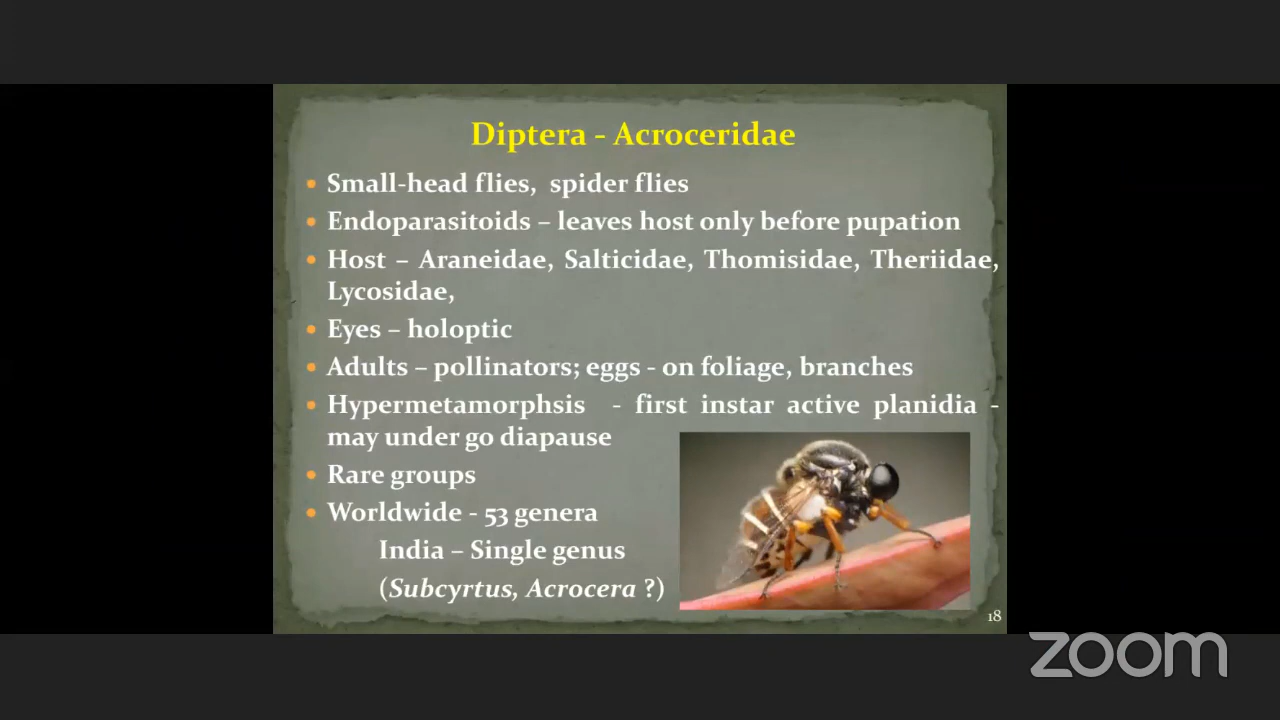 Diptera - Acroceridae
• Small-head flies, spider flies
• Endoparasitoids – leaves host only before pupation
• Host – Araneidae, Salticidae, Thomisidae, Theriidae,
Lycosidae,
• Eyes – holoptic
• Adults – pollinators; eggs - on foliage, branches
• Hypermetamorphsis - first instar active planidia -
may under go diapause
• Rare groups
• Worldwide - 53 genera
India – Single genus
(Subcyrtus, Acrocera ?)
18
zoom